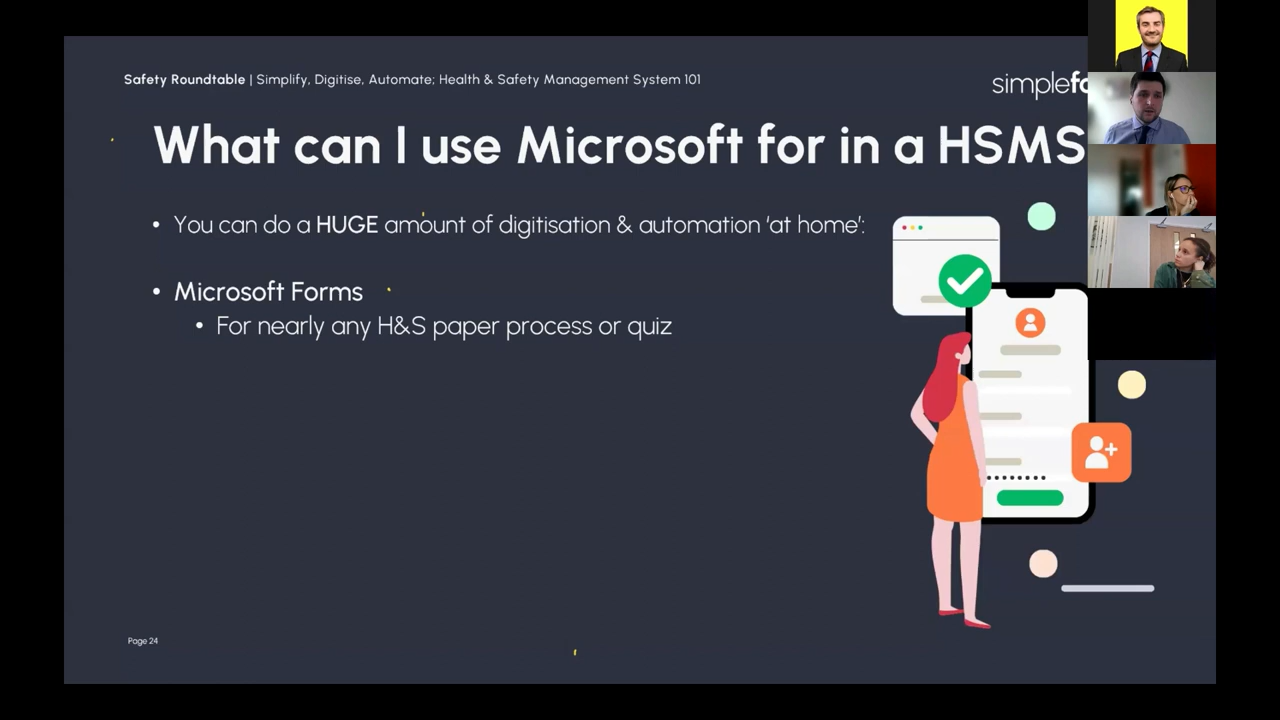 Safety Roundtable | Simplify, Digitise, Automate; Health & Safety Management System 101
simplefo
What can I use Microsoft for in a HSMS
• You can do a HUGE amount of digitisation & automation ‘at home’:
• Microsoft Forms
• For nearly any H&S paper process or quiz
Page 24